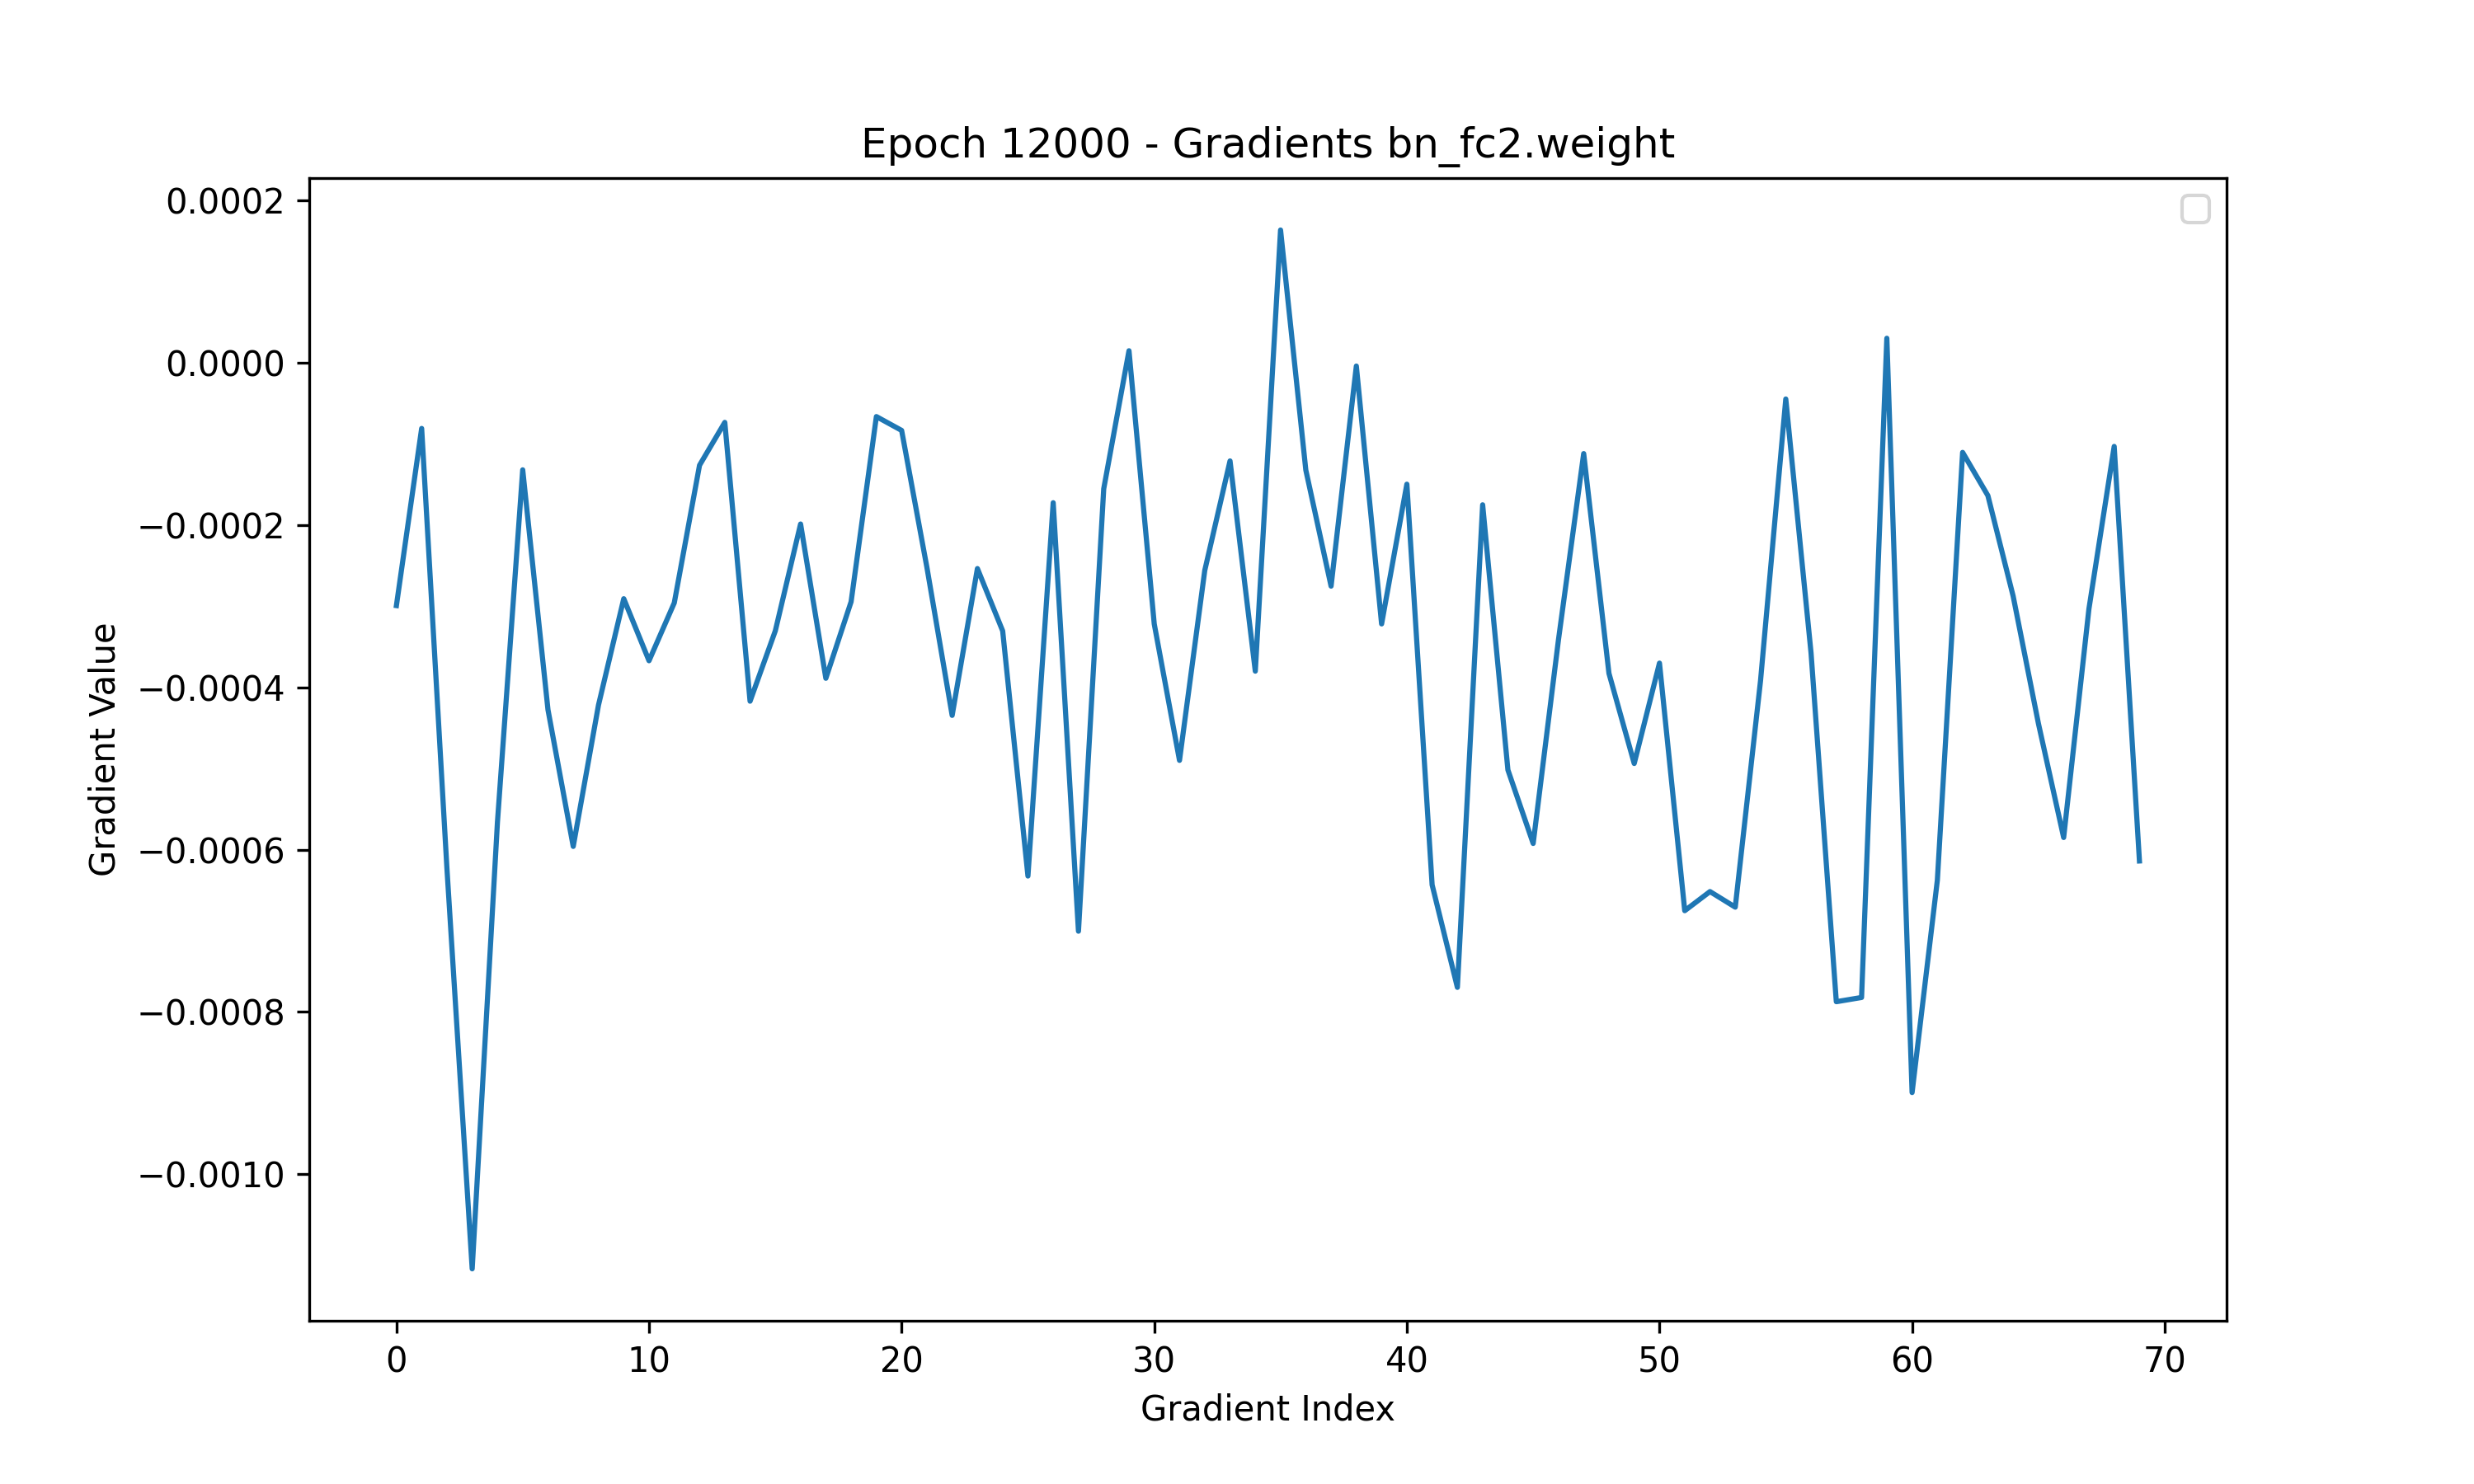 Epoch 12000 - Gradients bn_fc2.weight
0.0002
0.0000
−0.0002
−0.0004
−0.0006
−0.0008
−0.0010
Gradient Value
0 10 20 30 40 50 60 70
Gradient Index